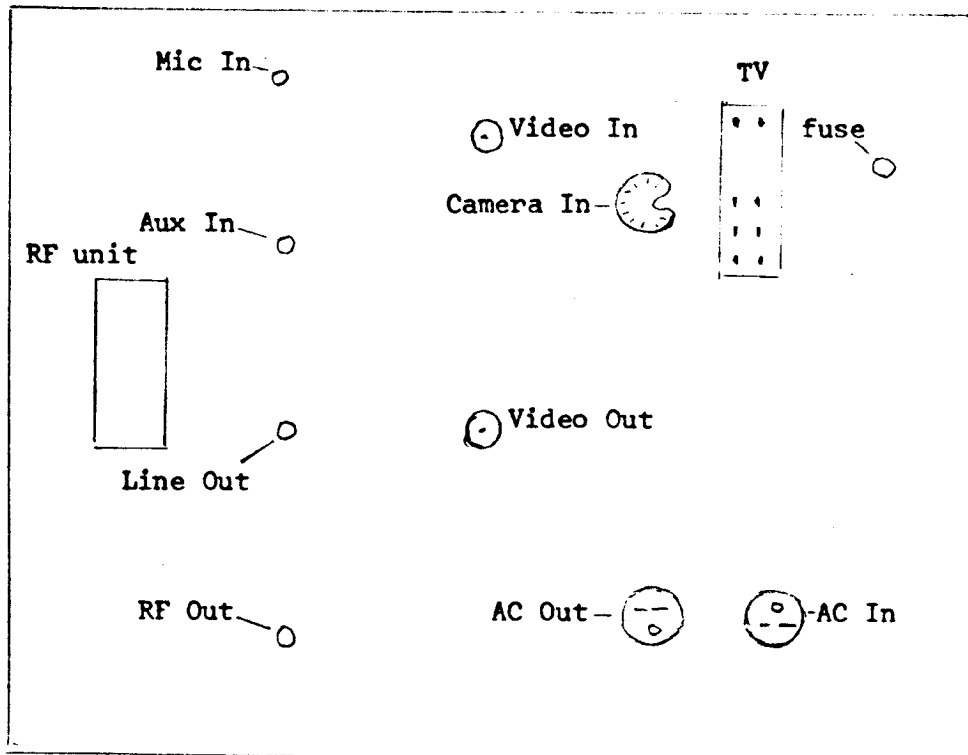 Mic In
TV
Video In
fuse
Camera In
Aux In
RF unit
Video Out
Line Out
RF Out
AC Out
AC In